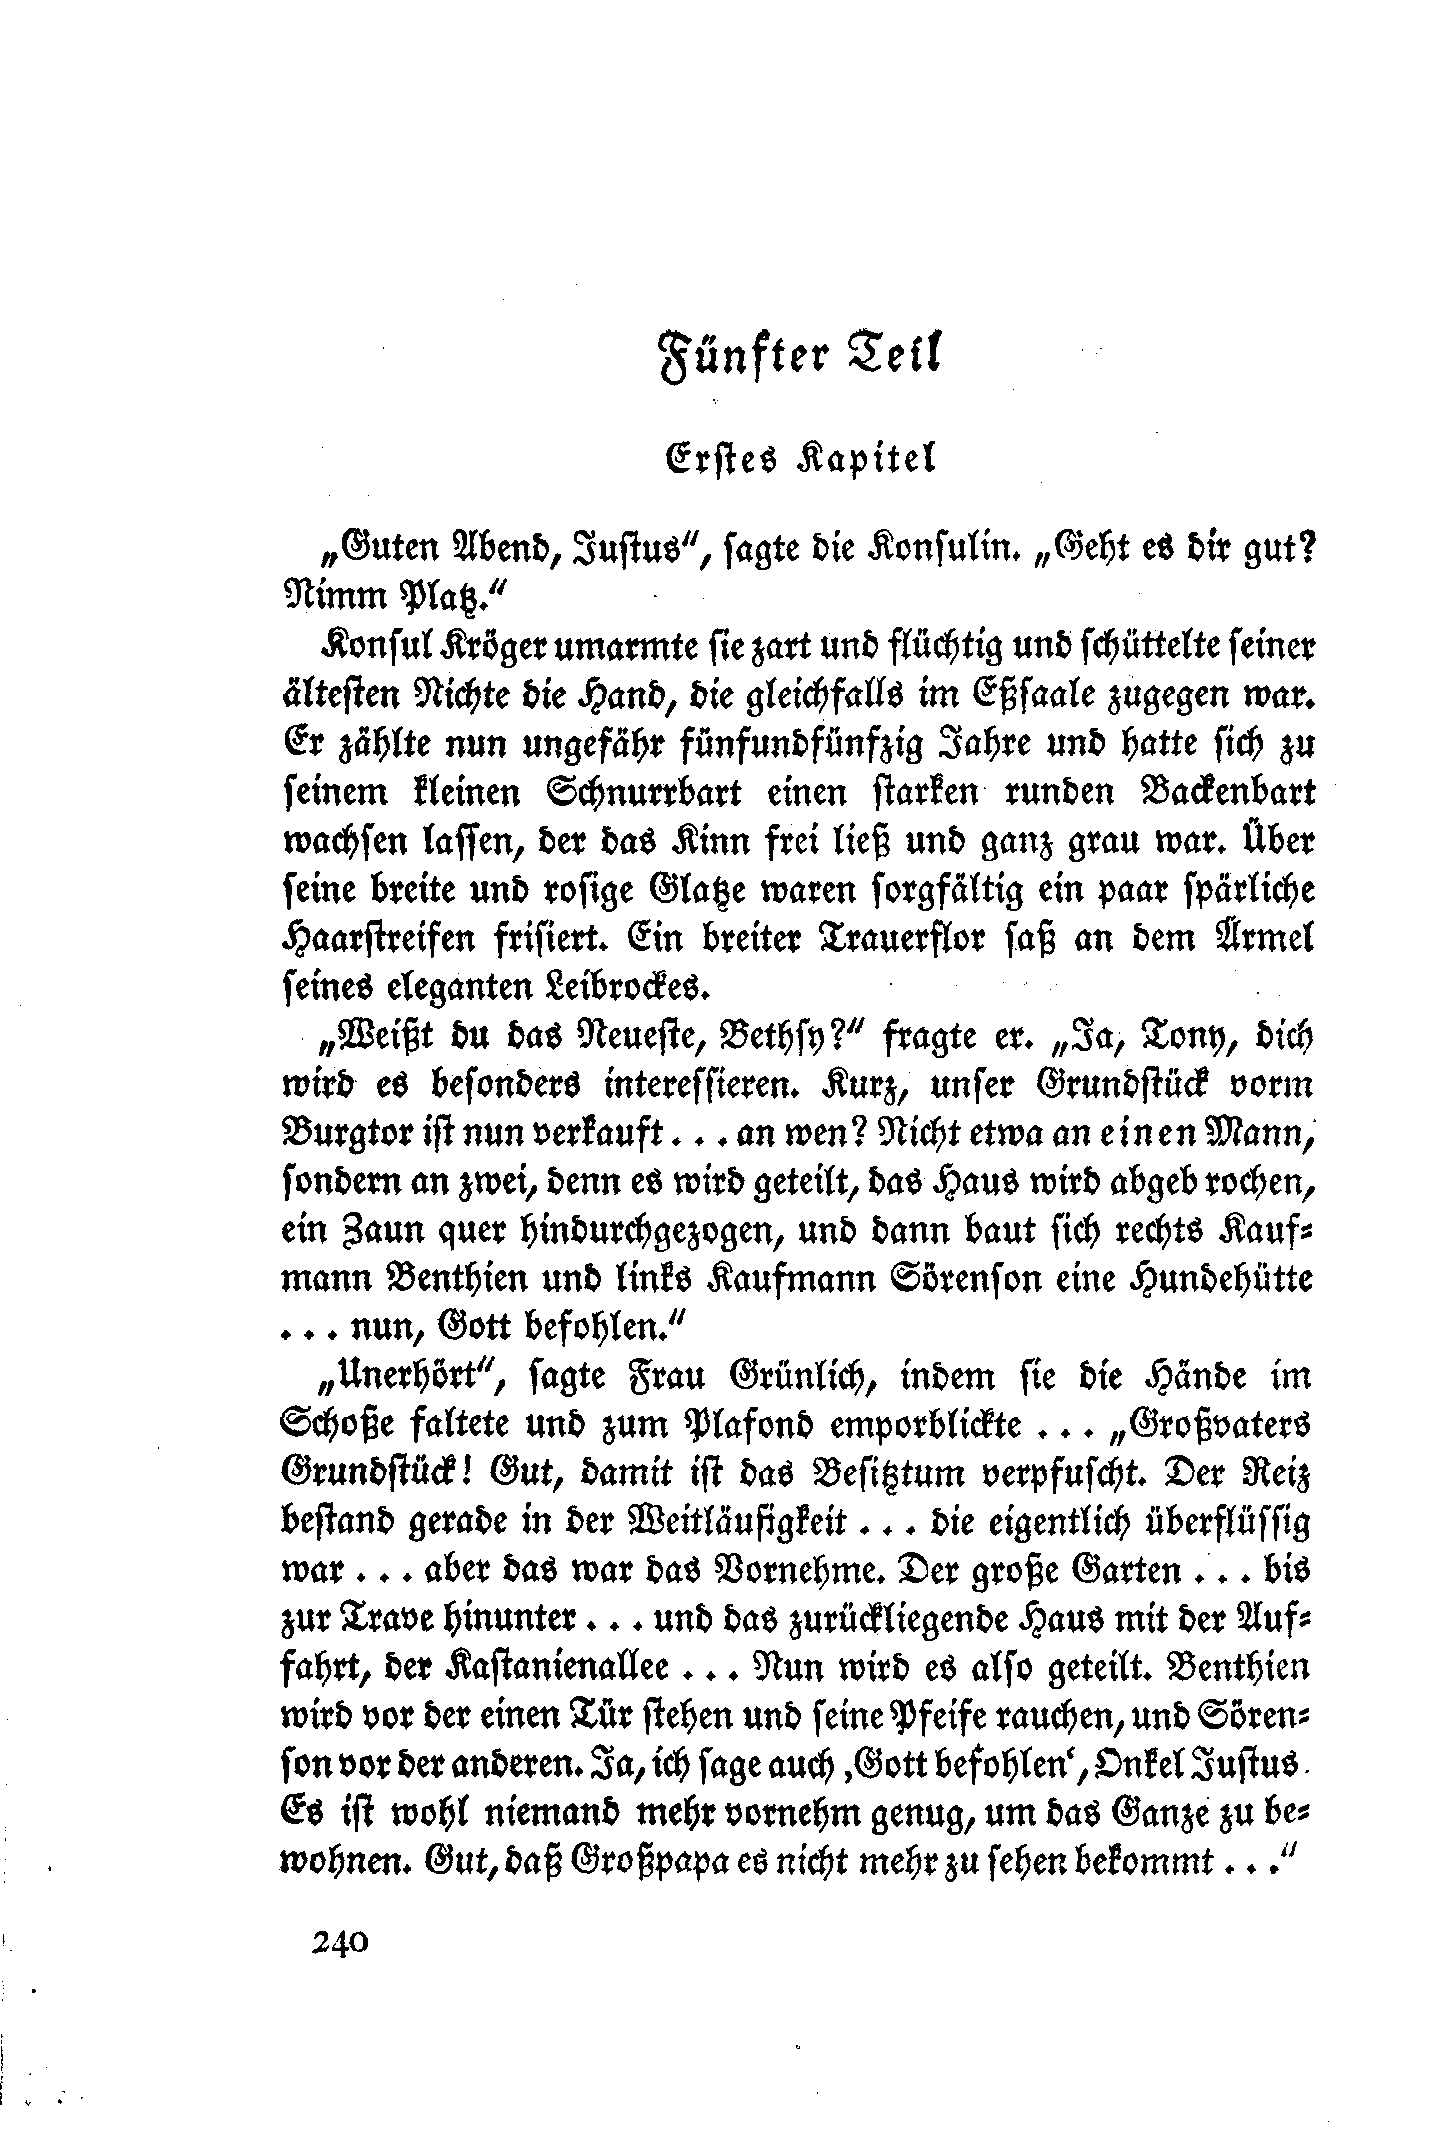 Fünfter Teil
Erstes Kapitel
„Guten Abend, Justus“, sagte die Konsulin. „Geht es dir gut?
Nimm Platz.“
Konsul Kröger umarmte sie zart und flüchtig und schüttelte seiner
ältesten Nichte die Hand, die gleichfalls im Eßsaale zugegen war.
Er zählte nun ungefähr fünfundfünfzig Jahre und hatte sich zu
seinem kleinen Schnurrbart einen starken runden Backenbart
wachsen lassen, der das Kinn frei ließ und ganz grau war. Über
seine breite und rosige Glatze waren sorgfältig ein paar spärliche
Haarstreifen frisiert. Ein breiter Trauerflor saß an dem Ärmel
seines eleganten Leibrockes.
„Weißt du das Neueste, Bethsy?“ fragte er. „Ja, Tony, dich
wird es besonders interessieren. Kurz, unser Grundstück vorm
Burgtor ist nun verkauft . . . an wen? Nicht etwa an einen Mann,
sondern an zwei, denn es wird geteilt, das Haus wird abgebrochen,
ein Zaun quer hindurchgezogen, und dann baut sich rechts Kauf-
mann Benthien und links Kaufmann Sörenson eine Hundehütte
. . . nun, Gott befohlen.“
„Unerhört“, sagte Frau Grünlich, indem sie die Hände im
Schoße faltete und zum Plafond emporblickte . . . „Großvaters
Grundstück! Gut, damit ist das Besitztum verpfuscht. Der Reiz
bestand gerade in der Weitläufigkeit . . . die eigentlich überflüssig
war . . . aber das war das Vornehme. Der große Garten . . . bis
zur Trave hinunter . . . und das zurückliegende Haus mit der Auf-
fahrt, der Kastanienallee . . . Nun wird es also geteilt. Benthien
wird vor der einen Tür stehen und seine Pfeife rauchen, und Sören-
son vor der anderen. Ja, ich sage auch ‚Gott befohlen‘, Onkel Justus.
Es ist wohl niemand mehr vornehm genug, um das Ganze zu be-
wohnen. Gut, daß Großpapa es nicht mehr zu sehen bekommt . . .“
240